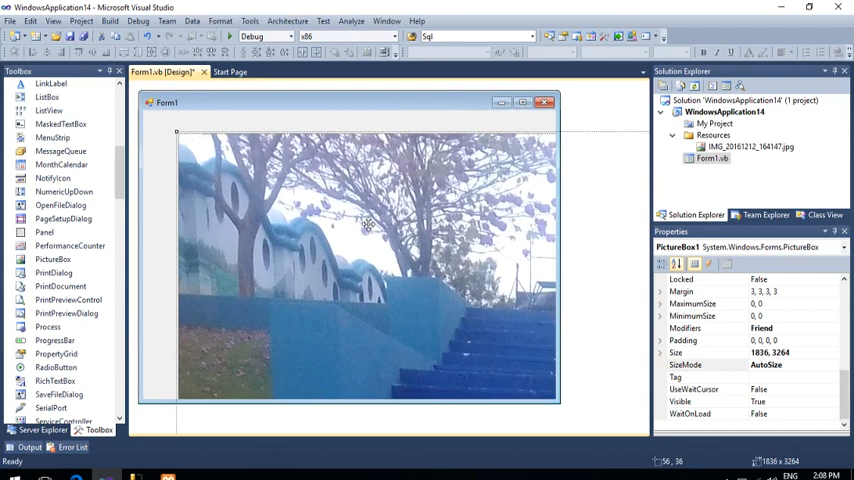 WindowsApplication14 - Microsoft Visual Studio
File Edit View Project Build Debug Team Data Format Tools Architecture Test Analyze Window Help
Debug x86 Sql
Toolbox
LinkLabel
ListBox
ListView
MaskedTextBox
MenuStrip
MessageQueue
MonthCalendar
NotifyIcon
NumericUpDown
OpenFileDialog
PageSetupDialog
Panel
PerformanceCounter
PictureBox
PrintDialog
PrintDocument
PrintPreviewControl
PrintPreviewDialog
Process
ProgressBar
PropertyGrid
RadioButton
RichTextBox
SaveFileDialog
SerialPort
ServiceController
Server Explorer Toolbox
Form1.vb [Design]* Start Page
Form1
Solution Explorer
Solution 'WindowsApplication14' (1 project)
WindowsApplication14
My Project
Resources
IMG_20161212_164147.jpg
Form1.vb
Solution Explorer Team Explorer Class View
Properties
PictureBox1 System.Windows.Forms.PictureBox
Locked False
Margin 3, 3, 3, 3
MaximumSize 0, 0
MinimumSize 0, 0
Modifiers Friend
Padding 0, 0, 0, 0
Size 1836, 3264
SizeMode AutoSize
Tag
UseWaitCursor False
Visible True
WaitOnLoad False
Output Error List
Ready 56 , 36 1836 x 3264
2:08 PM